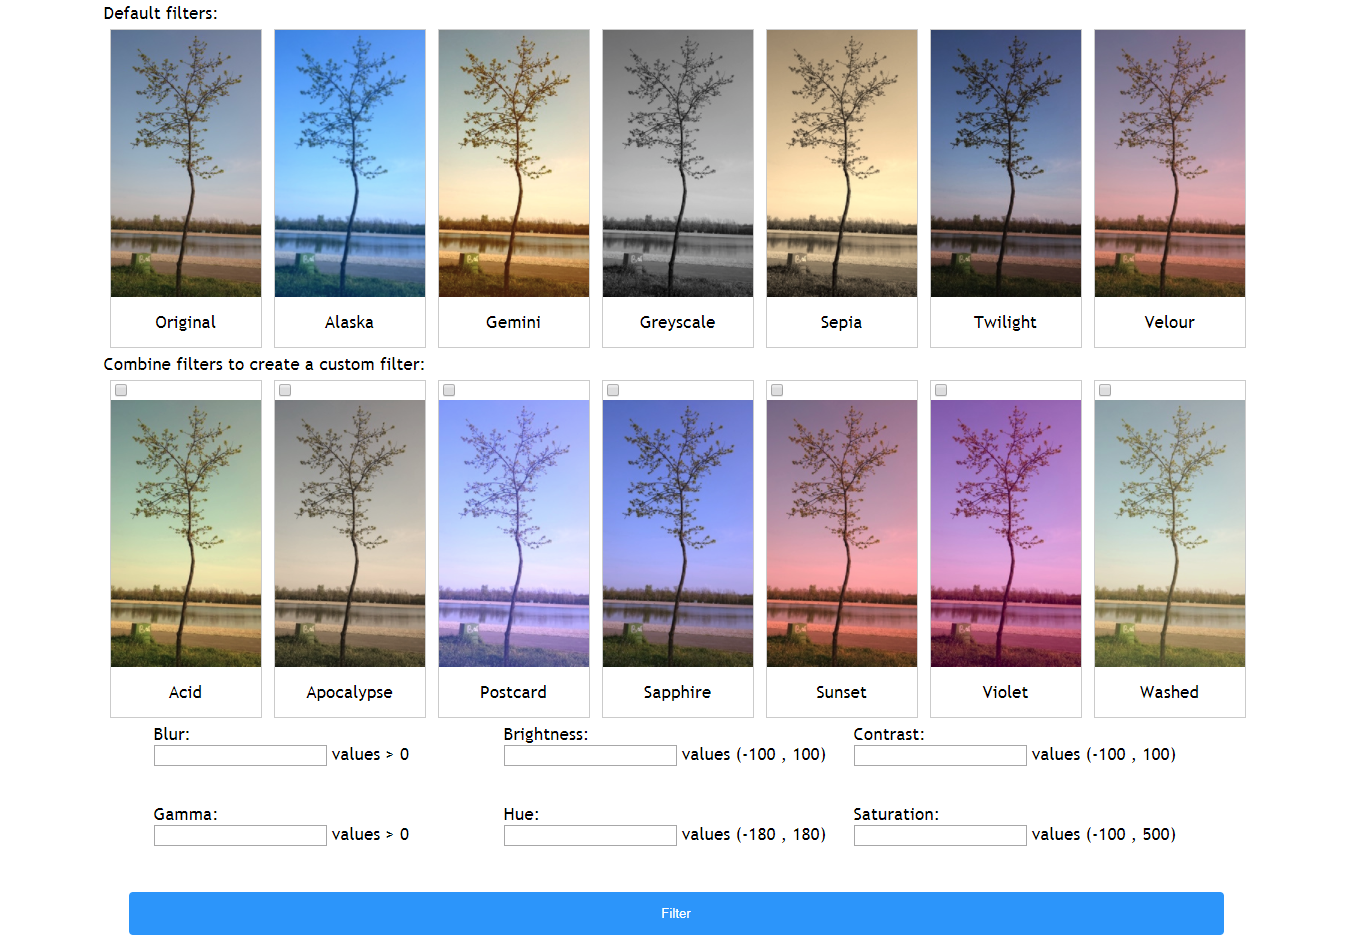 Default filters:
Original Alaska Gemini Greyscale Sepia Twilight Velour
Combine filters to create a custom filter:
Acid Apocalypse Postcard Sapphire Sunset Violet Washed
Blur: Brightness: Contrast:
values > 0 values (-100 , 100) values (-100 , 100)
Gamma: Hue: Saturation:
values > 0 values (-180 , 180) values (-100 , 500)
Filter